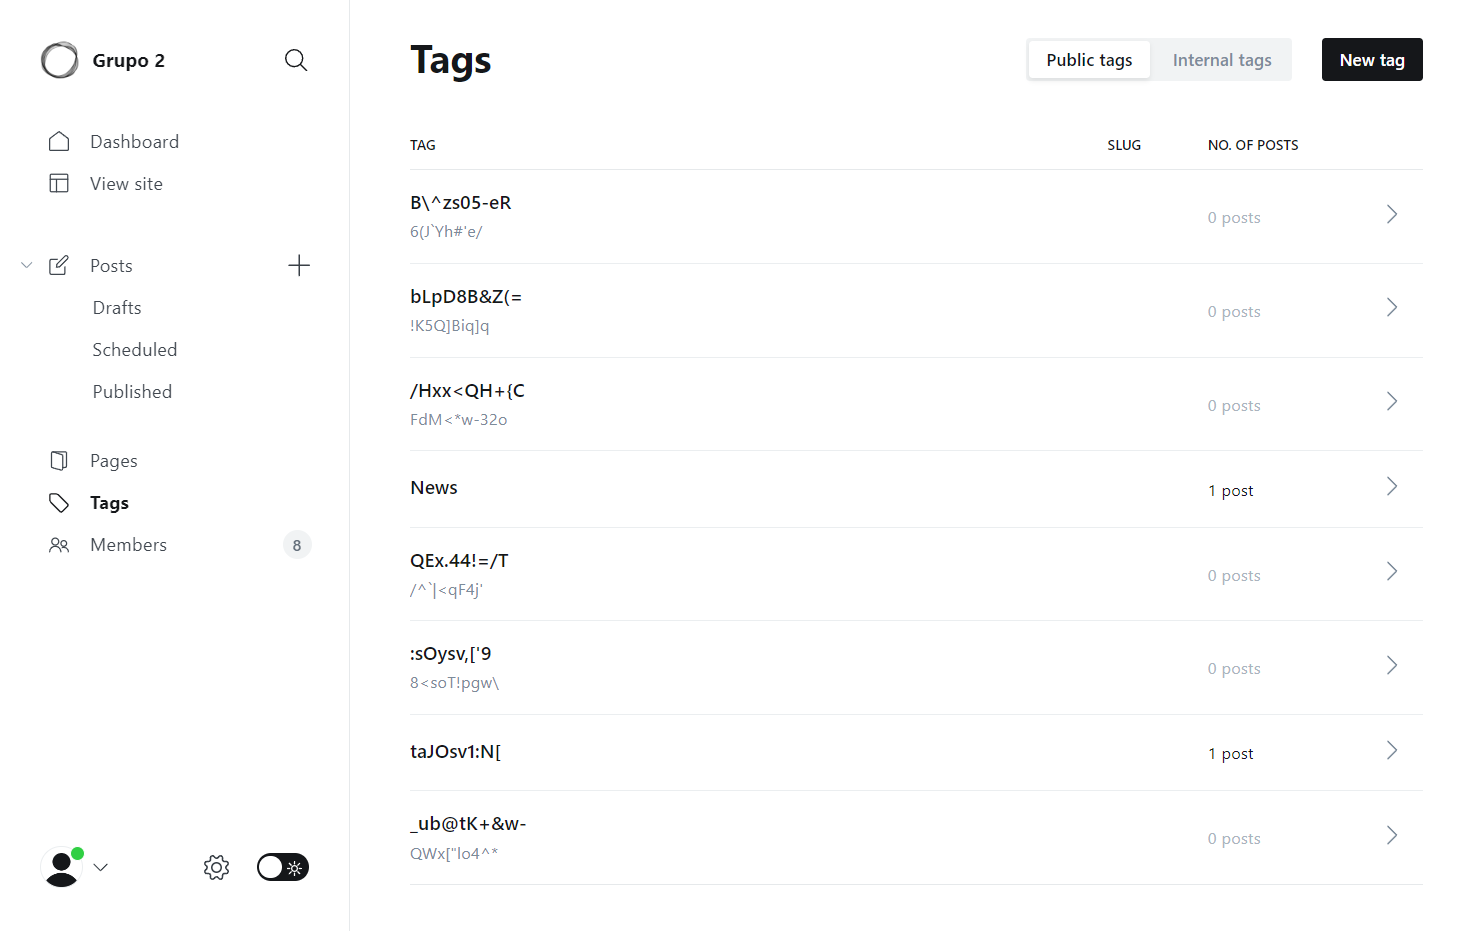 Grupo 2
Dashboard
View site
Posts
Drafts
Scheduled
Published
Pages
Tags
Members 8
Tags
Public tags Internal tags New tag
TAG SLUG NO. OF POSTS
B\^zs05-eR
6(J`Yh#'e/ 0 posts
bLpD8B&Z(=
!K5Q]Biq]q 0 posts
/Hxx<QH+{C
FdM<*w-32o 0 posts
News 1 post
QEx.44!=/T
/^`|<qF4j' 0 posts
:sOysv,['9
8<soT!pgw\ 0 posts
taJOsv1:N[ 1 post
_ub@tK+&w-
QWx["lo4^* 0 posts